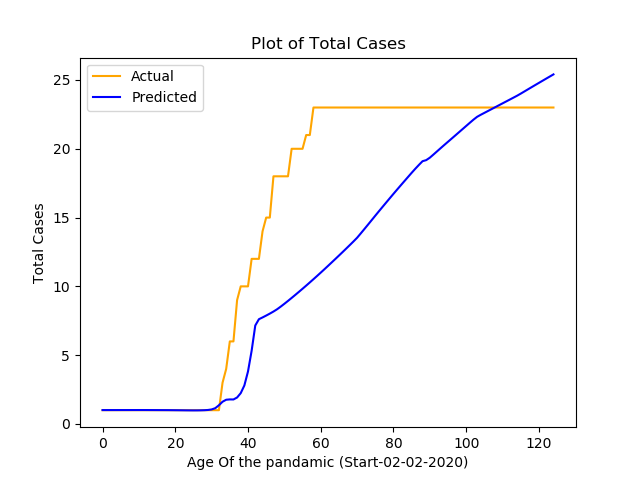 Plot of Total Cases
Actual
Predicted
25
20
15
10
5
0
Total Cases
0 20 40 60 80 100 120
Age Of the pandamic (Start-02-02-2020)